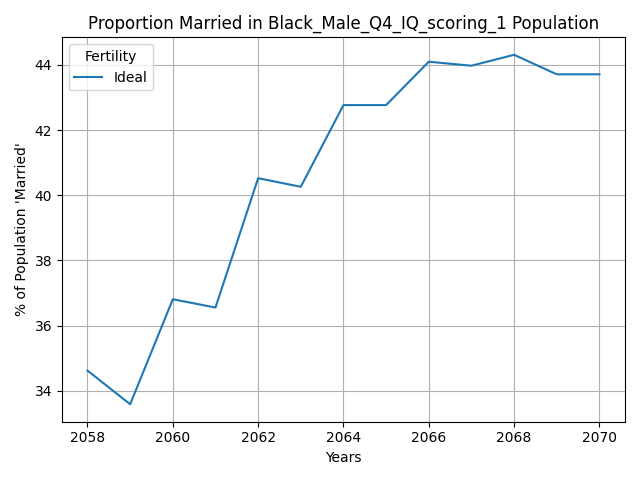 Proportion Married in Black_Male_Q4_IQ_scoring_1 Population
Fertility
Ideal
% of Population 'Married'
44
42
40
38
36
34
2058 2060 2062 2064 2066 2068 2070
Years